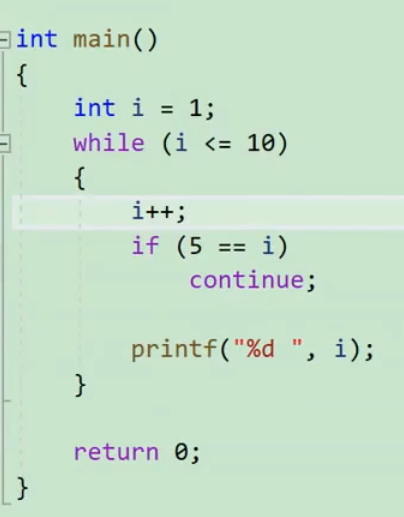 int main()
{
    int i = 1;
    while (i <= 10)
    {
        i++;
        if (5 == i)
            continue;

        printf("%d ", i);
    }

    return 0;
}